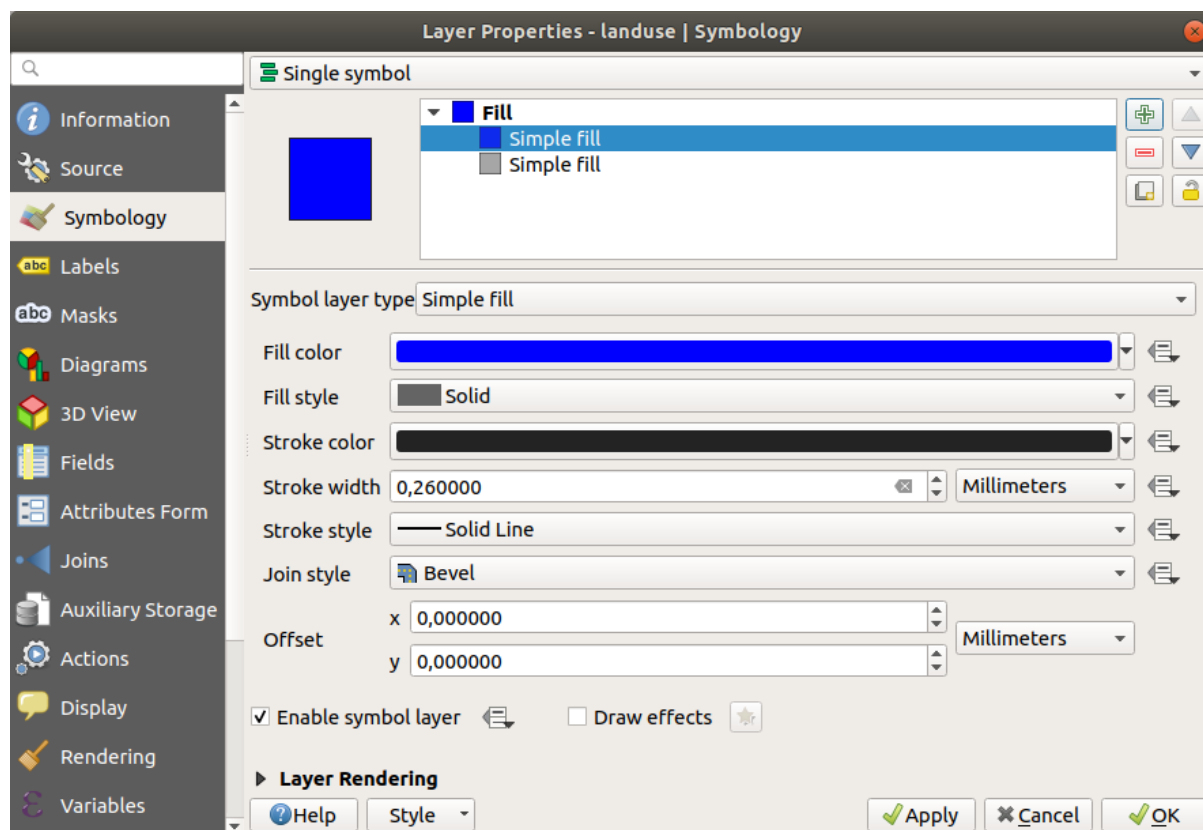 Layer Properties - landuse | Symbology
Single symbol
Information
Source
Symbology
abc Labels
abc Masks
Diagrams
3D View
Fields
Attributes Form
Joins
Auxiliary Storage
Actions
Display
Rendering
Variables
Fill
Simple fill
Simple fill
Symbol layer type Simple fill
Fill color
Fill style Solid
Stroke color
Stroke width 0,260000 Millimeters
Stroke style Solid Line
Join style Bevel
Offset x 0,000000 Millimeters
y 0,000000
Enable symbol layer Draw effects
Layer Rendering
Help Style Apply Cancel OK